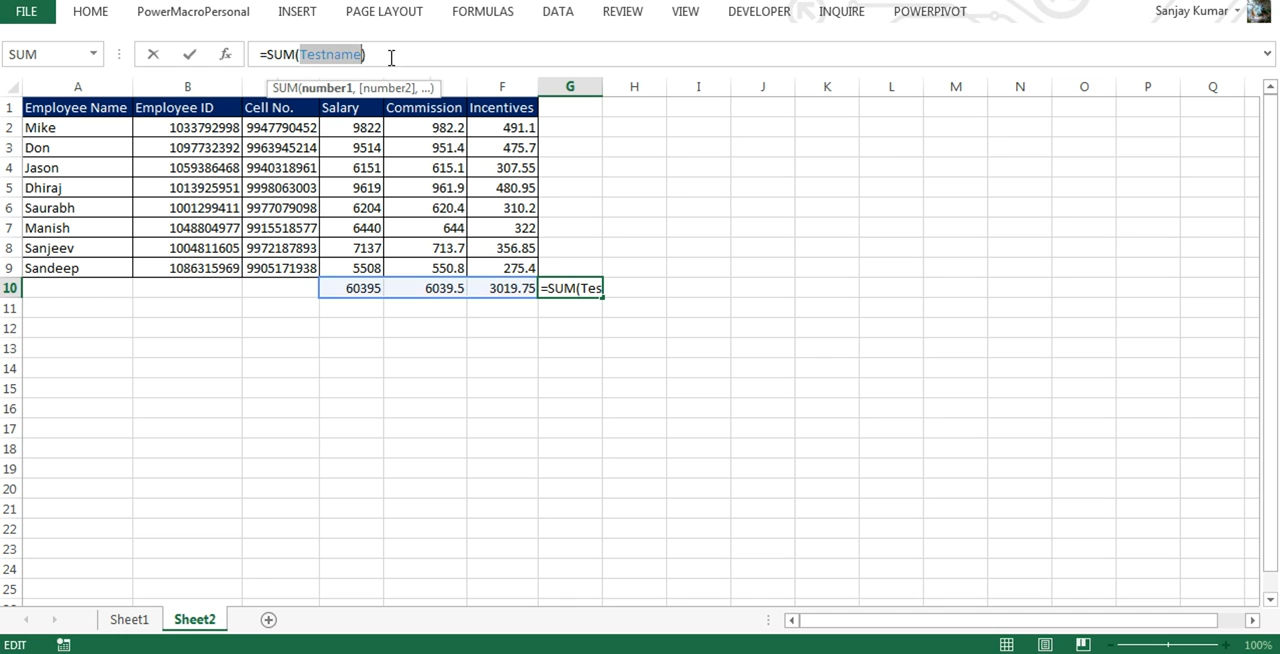 FILE HOME PowerMacroPersonal INSERT PAGE LAYOUT FORMULAS DATA REVIEW VIEW DEVELOPER INQUIRE POWERPIVOT Sanjay Kumar
SUM fx =SUM(Testname)
SUM(number1, [number2], ...)
A B C D E F G H I J K L M N O P Q
1 Employee Name Employee ID Cell No. Salary Commission Incentives
2 Mike 1033792998 9947790452 9822 982.2 491.1
3 Don 1097732392 9963945214 9514 951.4 475.7
4 Jason 1059386468 9940318961 6151 615.1 307.55
5 Dhiraj 1013925951 9998063003 9619 961.9 480.95
6 Saurabh 1001299411 9977079098 6204 620.4 310.2
7 Manish 1048804977 9915518577 6440 644 322
8 Sanjeev 1004811605 9972187893 7137 713.7 356.85
9 Sandeep 1086315969 9905171938 5508 550.8 275.4
10 60395 6039.5 3019.75 =SUM(Tes
11
12
13
14
15
16
17
18
19
20
21
22
23
24
25
Sheet1 Sheet2
EDIT 100%